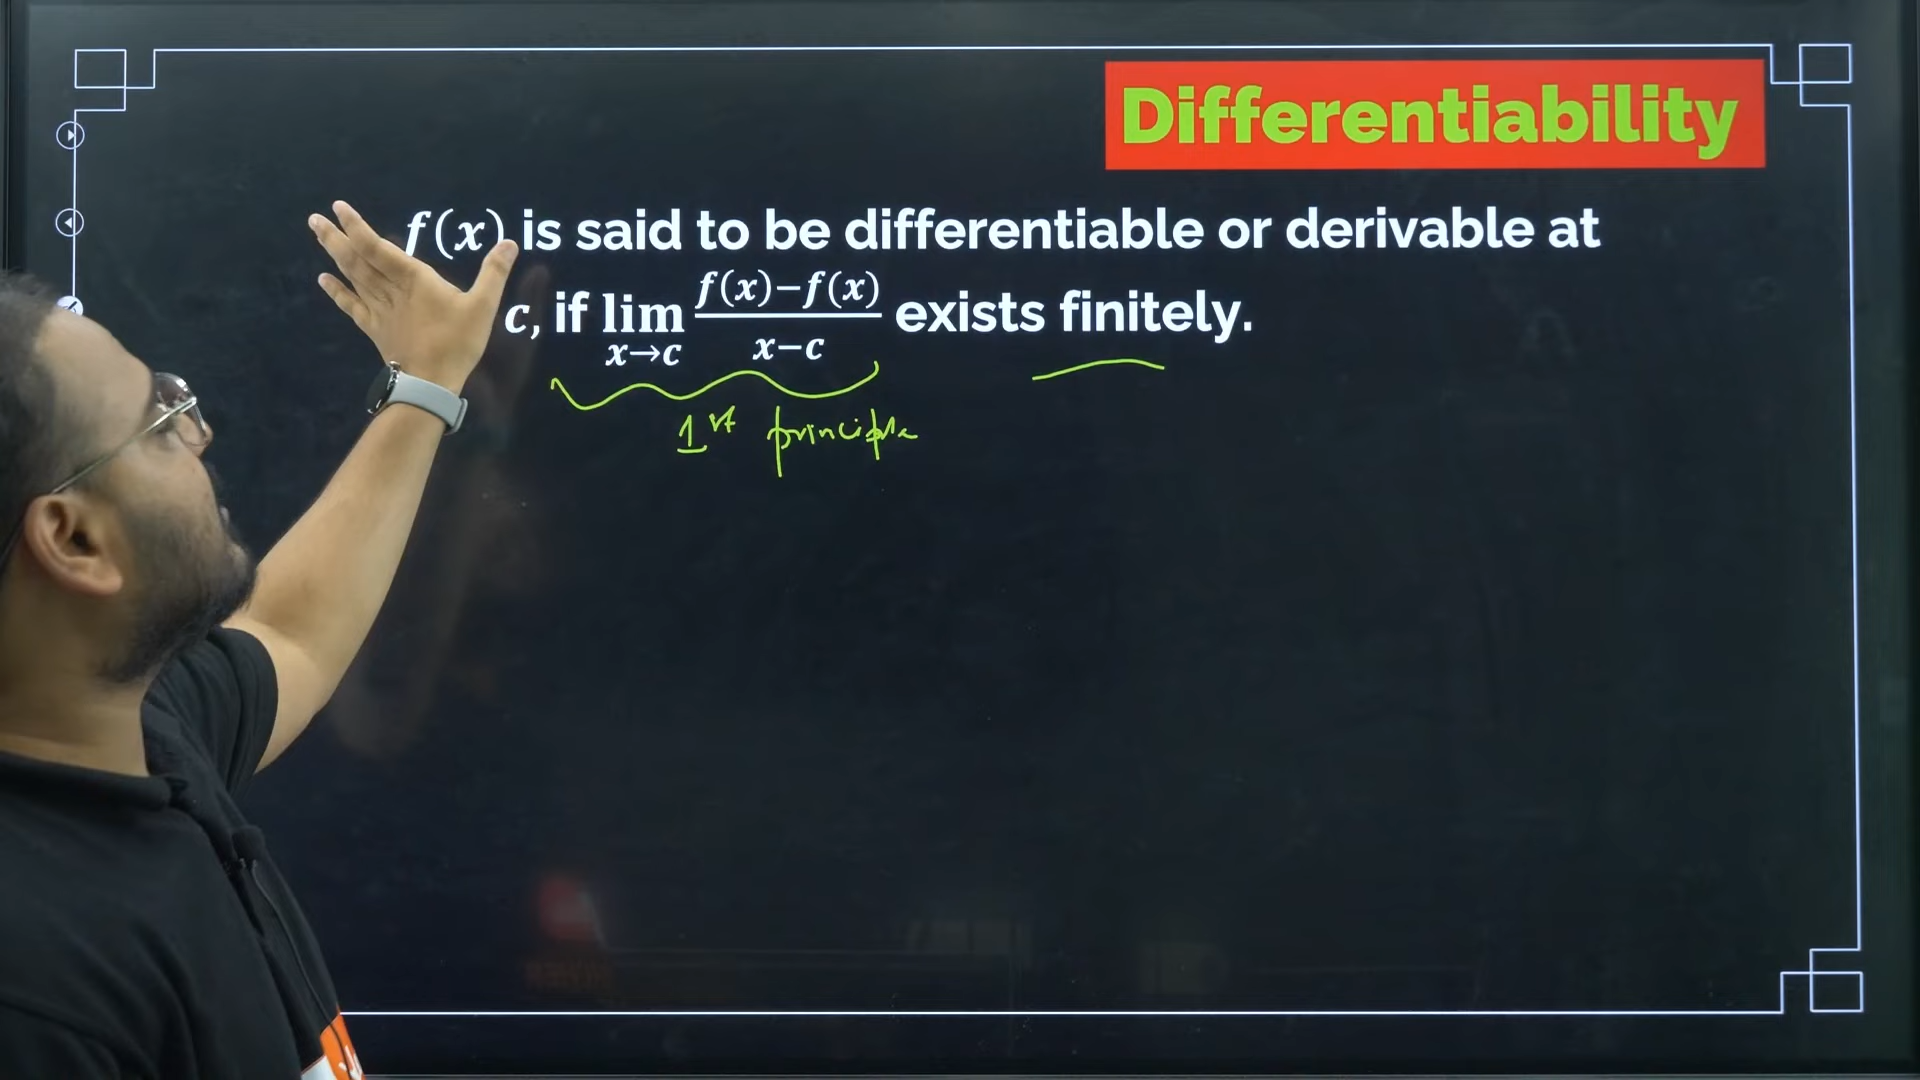 Differentiability
f(x) is said to be differentiable or derivable at
c, if lim x→c f(x)−f(x) / x−c exists finitely.
1st principle